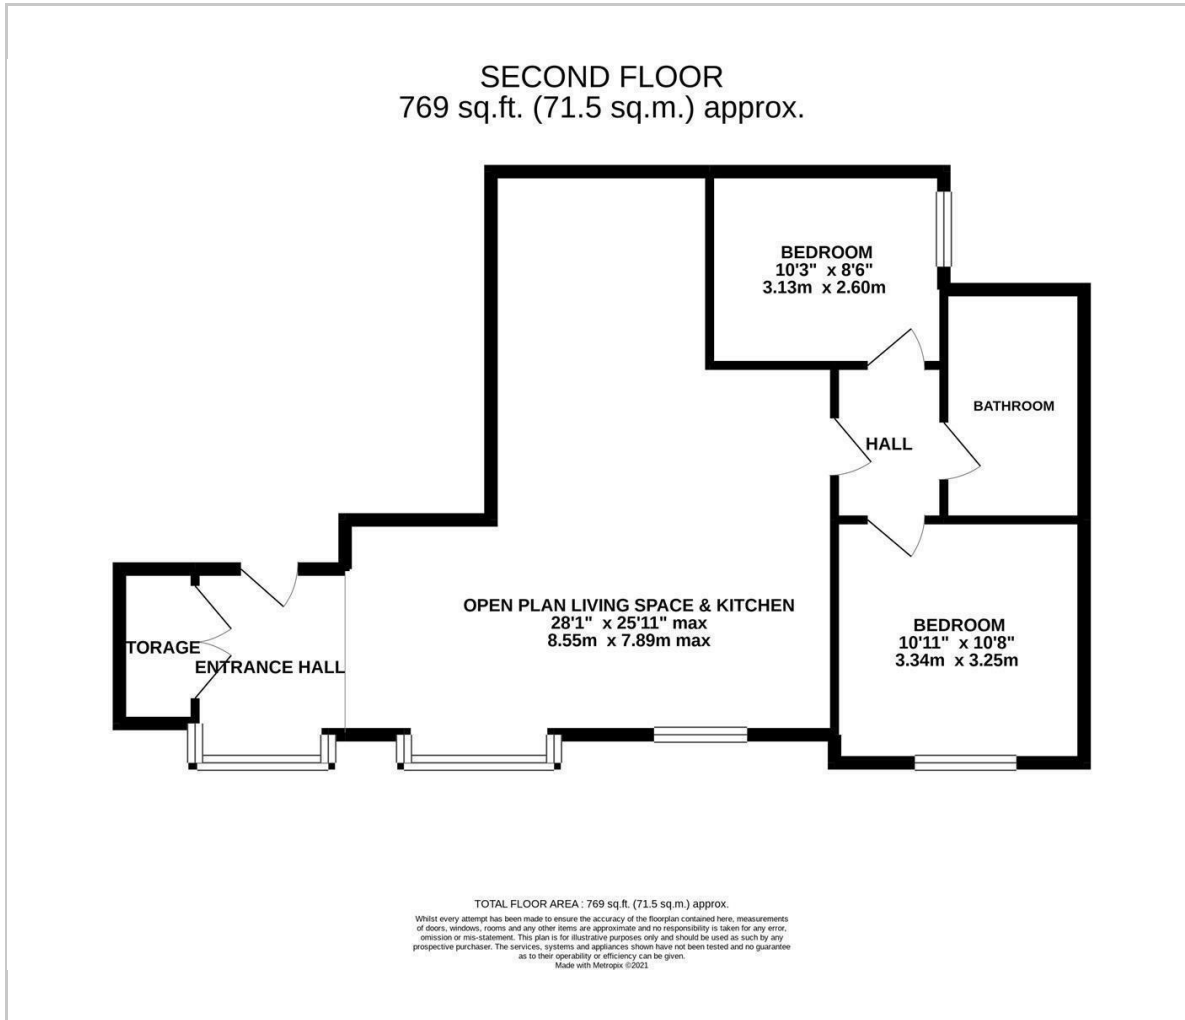 SECOND FLOOR
769 sq.ft. (71.5 sq.m.) approx.
BEDROOM
10'3" x 8'6"
3.13m x 2.60m
BATHROOM
HALL
OPEN PLAN LIVING SPACE & KITCHEN
28'1" x 25'11" max
8.55m x 7.89m max
BEDROOM
10'11" x 10'8"
3.34m x 3.25m
TORAGE
ENTRANCE HALL
TOTAL FLOOR AREA : 769 sq.ft. (71.5 sq.m.) approx.
Whilst every attempt has been made to ensure the accuracy of the floorplan contained here, measurements
of doors, windows, rooms and any other items are approximate and no responsibility is taken for any error,
omission or mis-statement. This plan is for illustrative purposes only and should be used as such by any
prospective purchaser. The services, systems and appliances shown have not been tested and no guarantee
as to their operability or efficiency can be given.
Made with Metropix ©2021